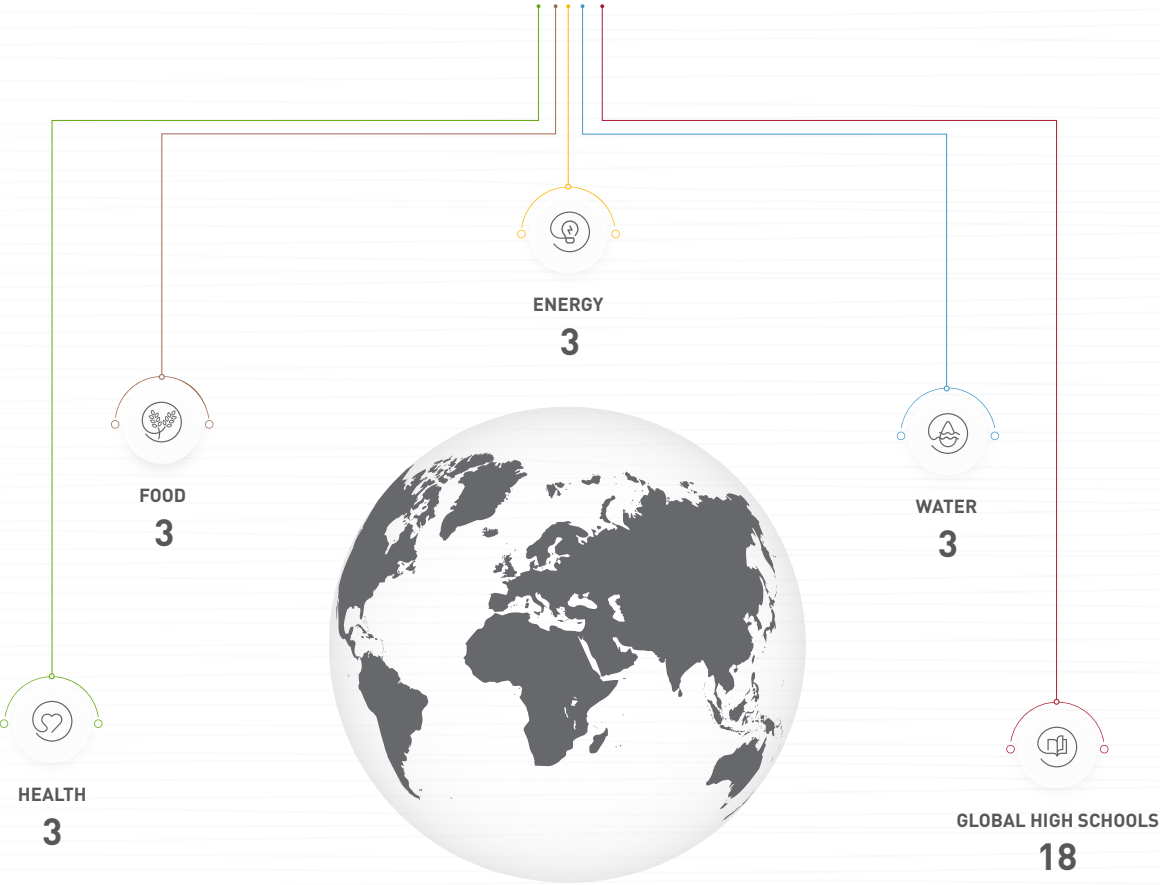 ENERGY
3
FOOD
3
WATER
3
HEALTH
3
GLOBAL HIGH SCHOOLS
18